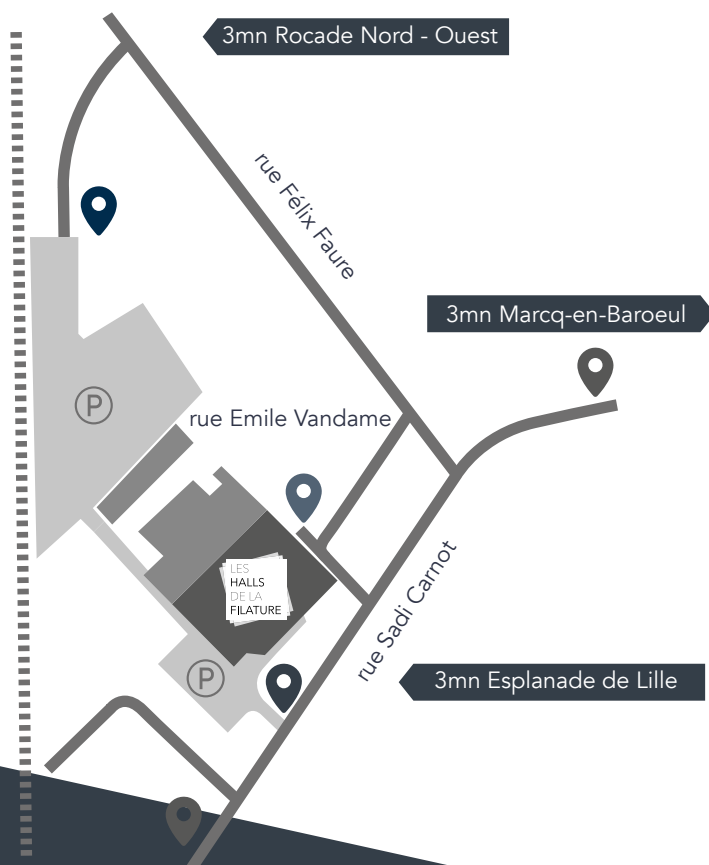 3mn Rocade Nord - Ouest
rue Félix Faure
3mn Marcq-en-Baroeul
P
rue Emile Vandame
LES
HALLS
DE LA
FILATURE
rue Sadi Carnot
P
3mn Esplanade de Lille